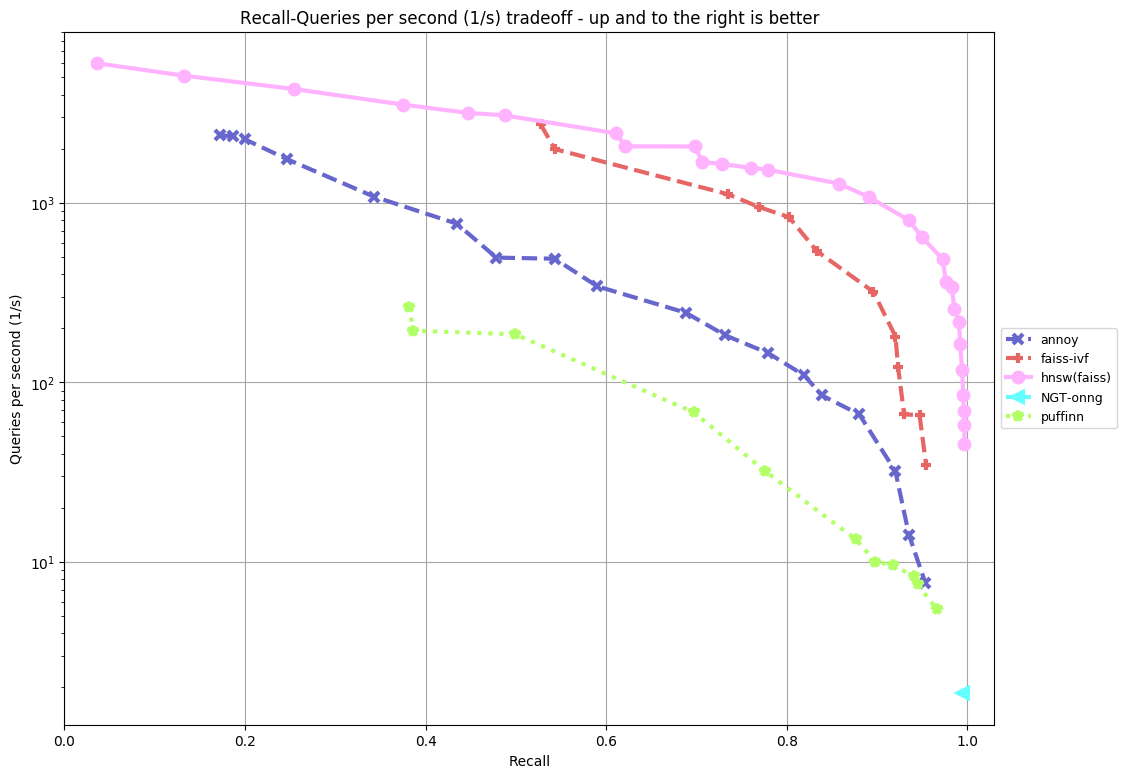 Recall-Queries per second (1/s) tradeoff - up and to the right is better
Queries per second (1/s)
10³
10²
10¹
0.0 0.2 0.4 0.6 0.8 1.0
Recall
annoy
faiss-ivf
hnsw(faiss)
NGT-onng
puffinn